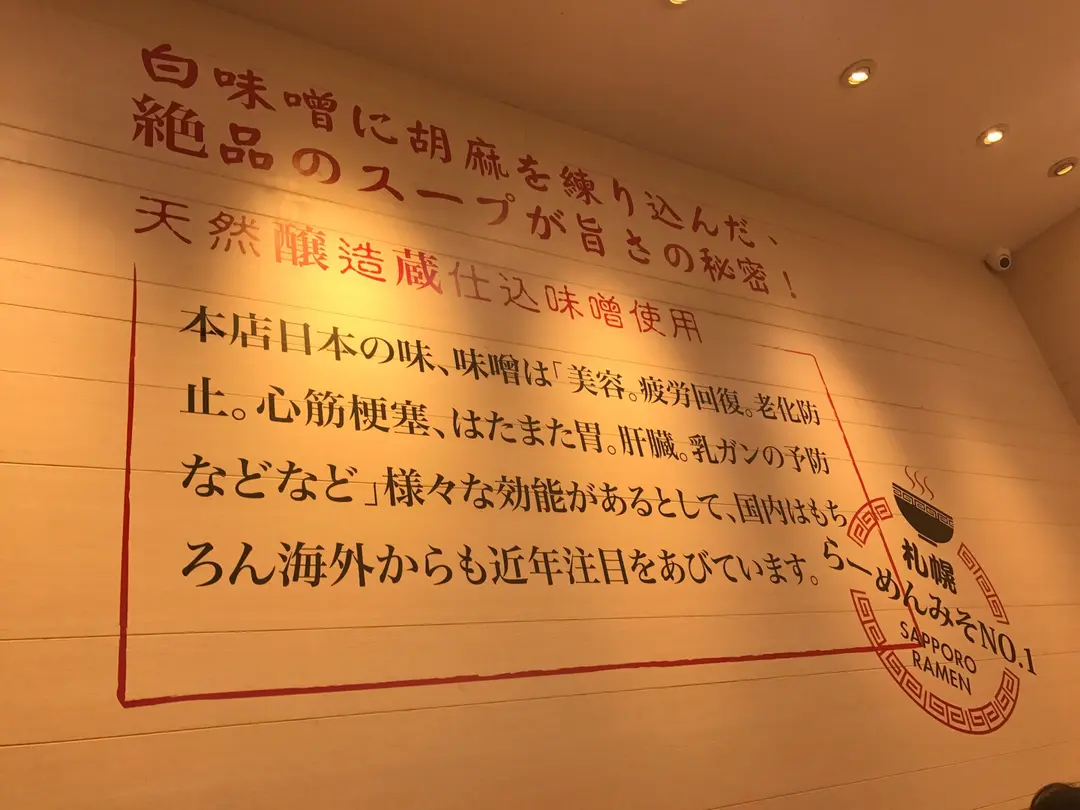 白味噌に胡麻を練り込んだ、
絶品のスープが旨さの秘密！
天然醸造蔵仕込味噌使用
本店日本の味、味噌は「美容。疲労回復。老化防
止。心筋梗塞、はたまた胃。肝臓。乳ガンの予防
などなど」様々な効能があるとして、国内はもち
ろん海外からも近年注目をあびています。
札幌
らーめんみそNO.1
SAPPORO
RAMEN